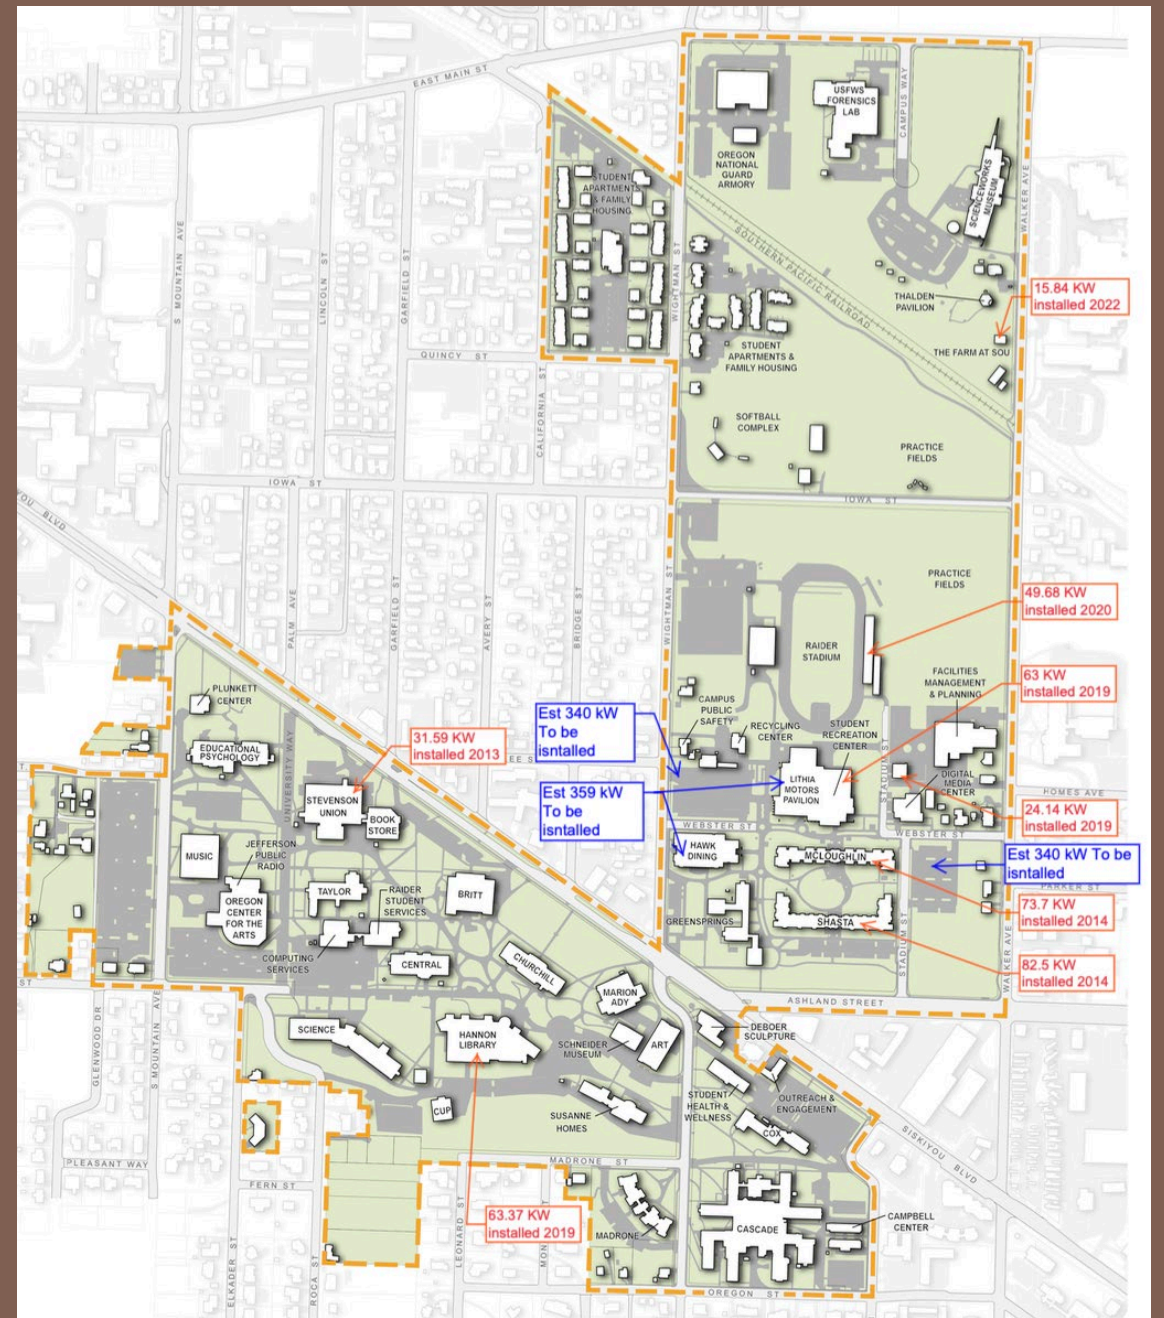 EAST MAIN ST
OREGON
NATIONAL
GUARD
ARMORY
USFWS
FORENSICS
LAB
CAMPUS WAY
SCIENCEWORKS
MUSEUM
WALKER AVE
STUDENT
APARTMENTS
& FAMILY
HOUSING
SOUTHERN PACIFIC RAILROAD
WIGHTMAN ST
S MOUNTAIN AVE
LINCOLN ST
GARFIELD ST
THALDEN
PAVILION
15.84 KW
installed 2022
THE FARM AT SOU
STUDENT
APARTMENTS &
FAMILY HOUSING
QUINCY ST
CALIFORNIA ST
SOFTBALL
COMPLEX
PRACTICE
FIELDS
IOWA ST
IOWA ST
YOU BLVD
PRACTICE
FIELDS
49.68 KW
installed 2020
PALM AVE
GARFIELD ST
AVERY ST
BRIDGE ST
WIGHTMAN ST
RAIDER
STADIUM
FACILITIES
MANAGEMENT
& PLANNING
63 KW
installed 2019
PLUNKETT
CENTER
CAMPUS
PUBLIC
SAFETY
RECYCLING
CENTER
STUDENT
RECREATION
CENTER
Est 340 kW
To be
isntalled
31.59 KW
installed 2013
EE S
EDUCATIONAL
PSYCHOLOGY
UNIVERSITY WAY
STADIUM ST
LITHIA
MOTORS
PAVILION
DIGITAL
MEDIA
CENTER
HOMES AVE
Est 359 kW
To be
isntalled
STEVENSON
UNION
BOOK
STORE
24.14 KW
installed 2019
WEBSTER ST
WEBSTER ST
MUSIC
JEFFERSON
PUBLIC
RADIO
HAWK
DINING
MCLOUGHLIN
Est 340 kW To be
isntalled
PARKER ST
TAYLOR
RAIDER
STUDENT
SERVICES
BRITT
OREGON
CENTER
FOR THE
ARTS
73.7 KW
installed 2014
GREENSPRINGS
SHASTA
STADIUM ST
WALKER AVE
COMPUTING
SERVICES
CENTRAL
CHURCHILL
82.5 KW
installed 2014
ST
MARION
ADY
ASHLAND STREET
GLENWOOD DR
S MOUNTAIN AVE
SCIENCE
HANNON
LIBRARY
SCHNEIDER
MUSEUM
ART
DEBOER
SCULPTURE
CUP
SUSANNE
HOMES
STUDENT
HEALTH &
WELLNESS
OUTREACH &
ENGAGEMENT
COX
SISKIYOU BLVD
PLEASANT WAY
MADRONE ST
FERN ST
63.37 KW
installed 2019
LEONARD ST
MON
MADRONE
CASCADE
CAMPBELL
CENTER
ELKADER ST
ROCA ST
OREGON ST